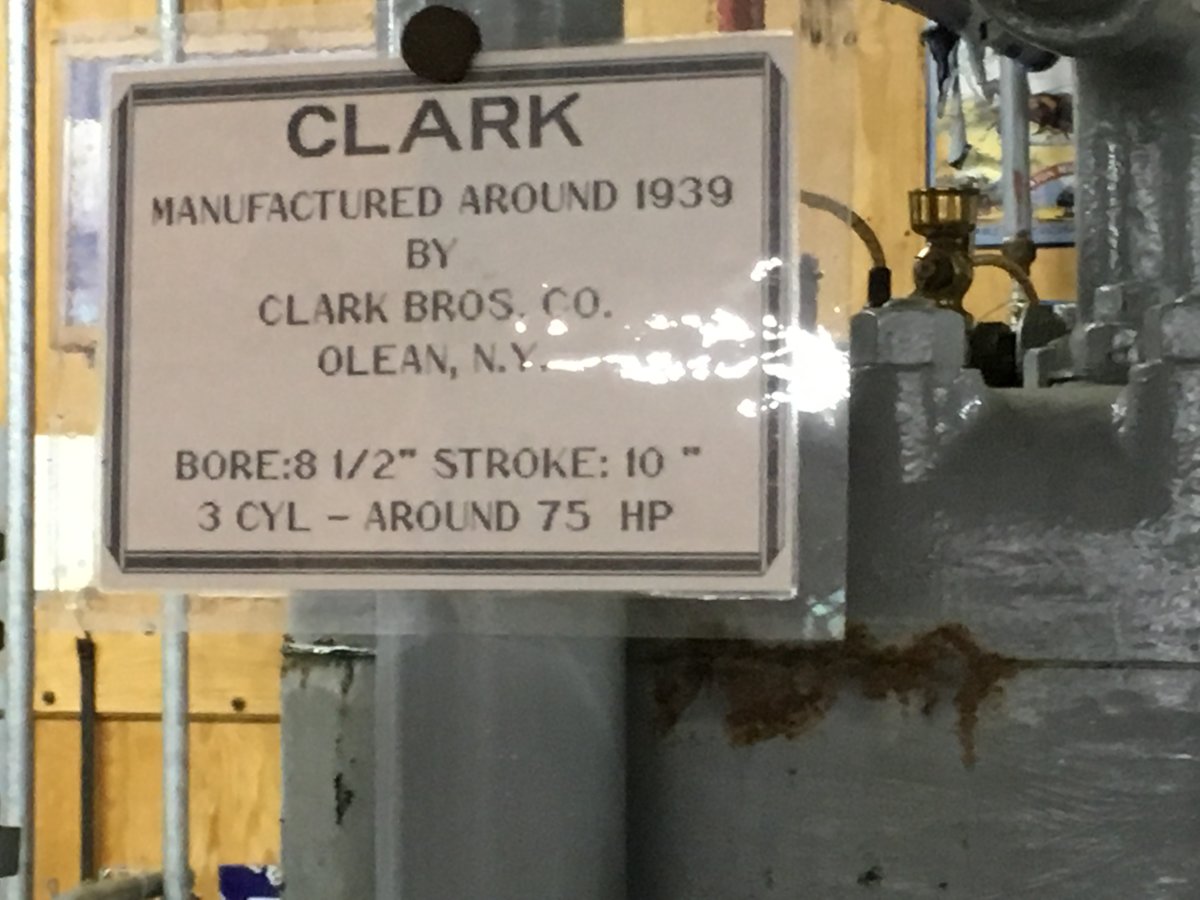 CLARK
MANUFACTURED AROUND 1939
BY
CLARK BROS. CO.
OLEAN, N.Y.
BORE:8 1/2" STROKE: 10 "
3 CYL – AROUND 75 HP